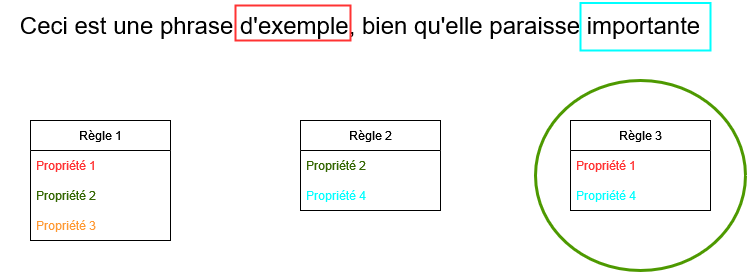 Ceci est une phrase d'exemple, bien qu'elle paraisse importante
Règle 1
Propriété 1
Propriété 2
Propriété 3
Règle 2
Propriété 2
Propriété 4
Règle 3
Propriété 1
Propriété 4